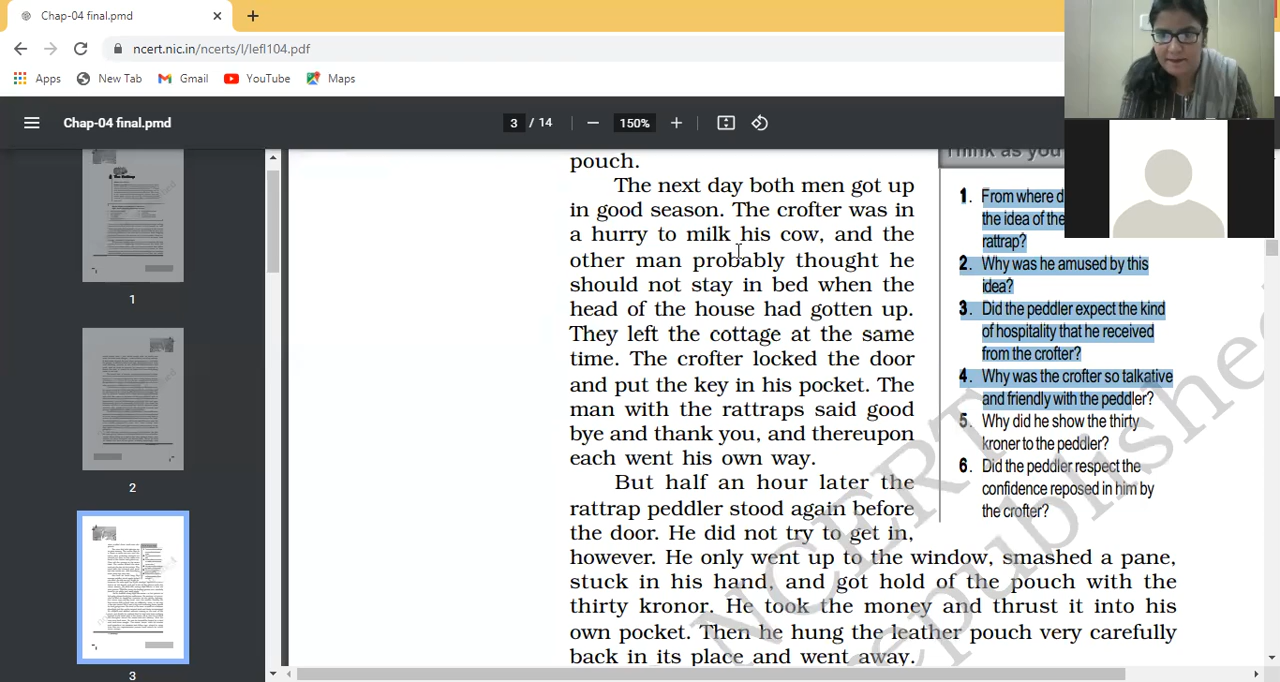 Chap-04 final.pmd
ncert.nic.in/ncerts/l/lefl104.pdf
Apps
New Tab
Gmail
YouTube
Maps
Chap-04 final.pmd
3 / 14
150%
1
2
3
pouch.
The next day both men got up
in good season. The crofter was in
a hurry to milk his cow, and the
other man probably thought he
should not stay in bed when the
head of the house had gotten up.
They left the cottage at the same
time. The crofter locked the door
and put the key in his pocket. The
man with the rattraps said good
bye and thank you, and thereupon
each went his own way.
But half an hour later the
rattrap peddler stood again before
the door. He did not try to get in,
however. He only went up to the window, smashed a pane,
stuck in his hand, and got hold of the pouch with the
thirty kronor. He took the money and thrust it into his
own pocket. Then he hung the leather pouch very carefully
back in its place and went away.
Think as you
1. From where d
the idea of the
rattrap?
2. Why was he amused by this
idea?
3. Did the peddler expect the kind
of hospitality that he received
from the crofter?
4. Why was the crofter so talkative
and friendly with the peddler?
5. Why did he show the thirty
kroner to the peddler?
6. Did the peddler respect the
confidence reposed in him by
the crofter?
NCERT
republished